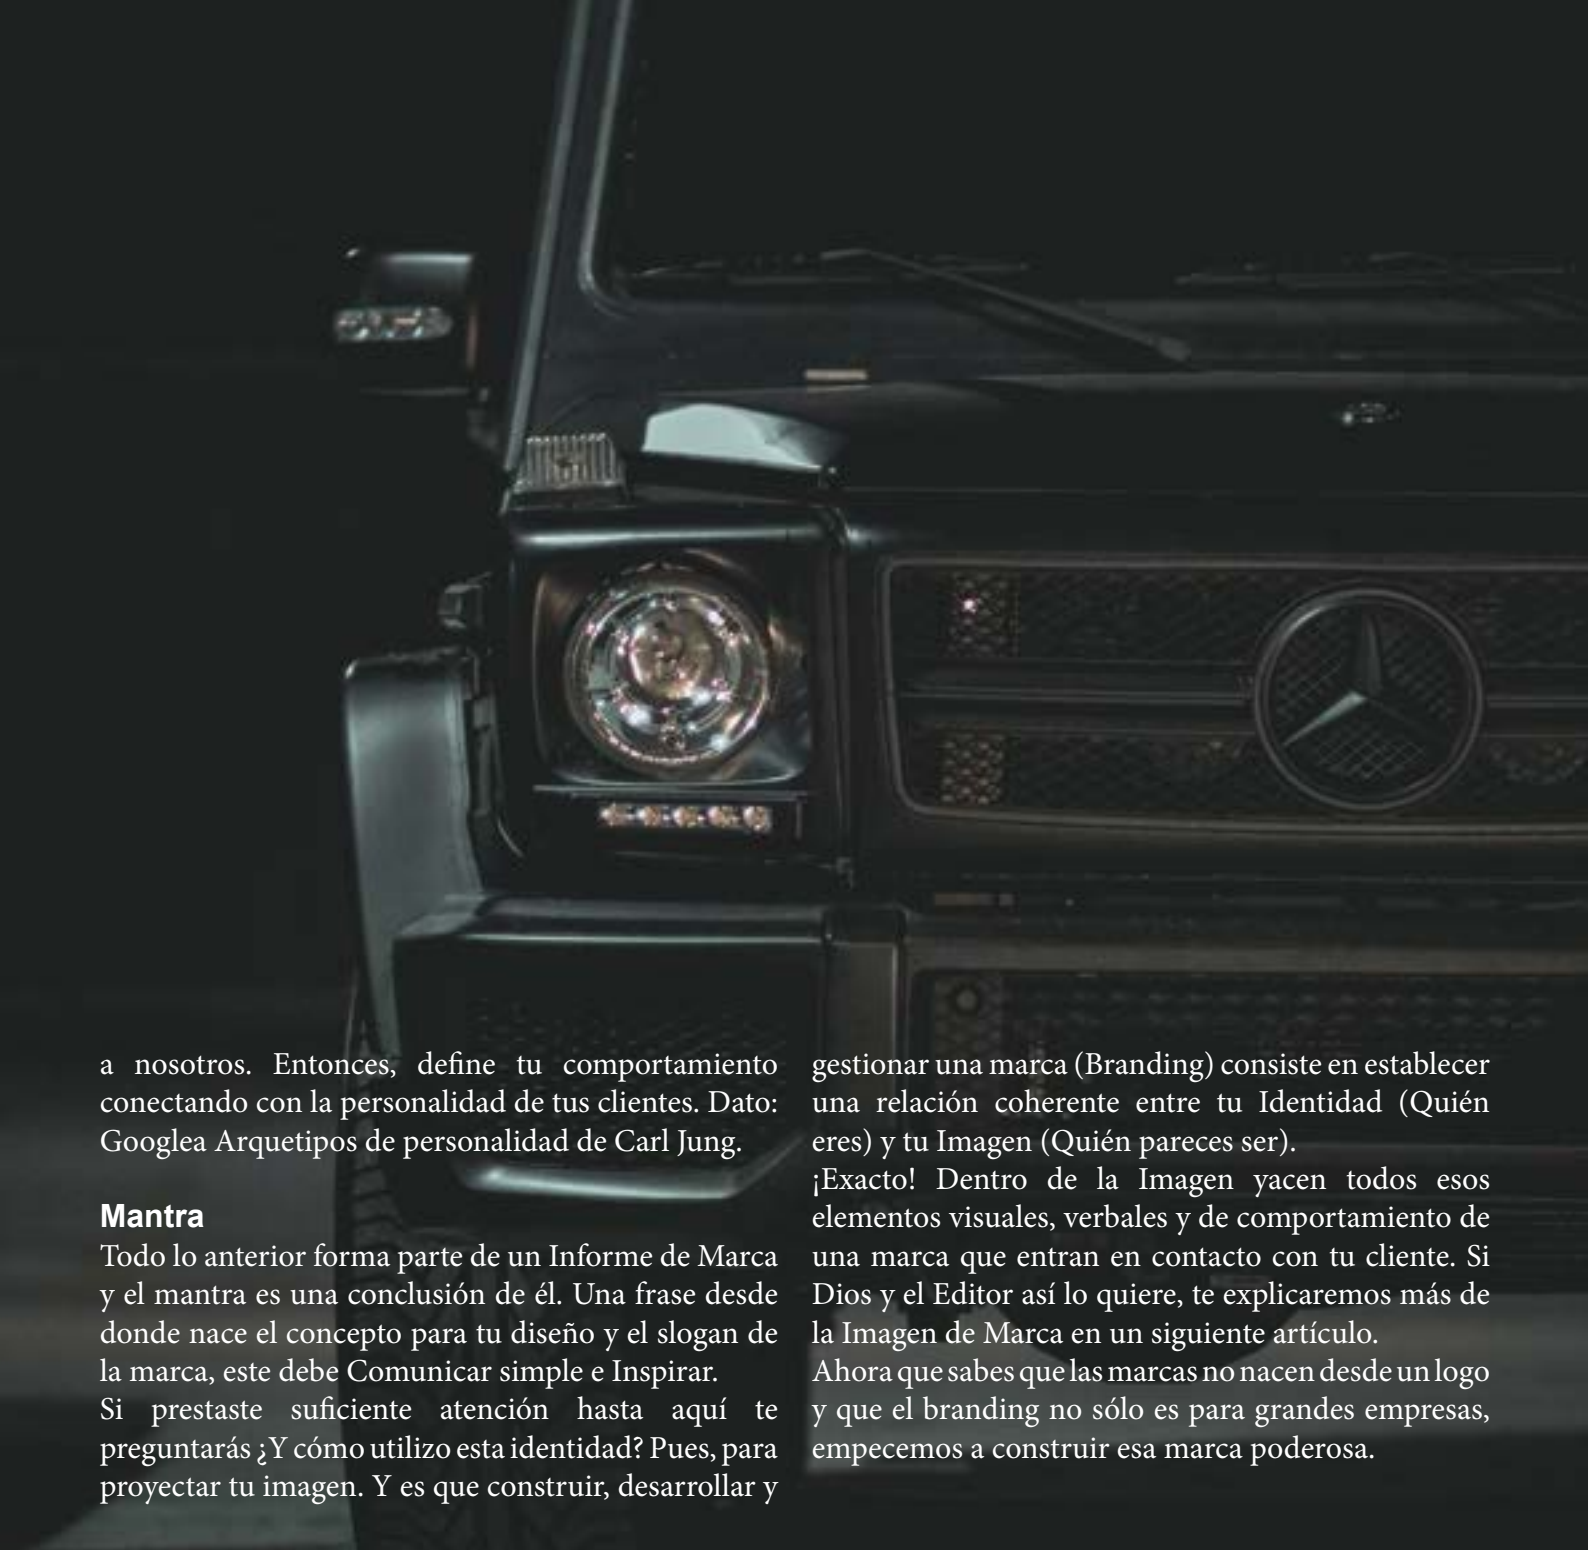 a nosotros. Entonces, define tu comportamiento
conectando con la personalidad de tus clientes. Dato:
Googlea Arquetipos de personalidad de Carl Jung.
Mantra
Todo lo anterior forma parte de un Informe de Marca
y el mantra es una conclusión de él. Una frase desde
donde nace el concepto para tu diseño y el slogan de
la marca, este debe Comunicar simple e Inspirar.
Si prestaste suficiente atención hasta aquí te
preguntarás ¿Y cómo utilizo esta identidad? Pues, para
proyectar tu imagen. Y es que construir, desarrollar y
gestionar una marca (Branding) consiste en establecer
una relación coherente entre tu Identidad (Quién
eres) y tu Imagen (Quién pareces ser).
¡Exacto! Dentro de la Imagen yacen todos esos
elementos visuales, verbales y de comportamiento de
una marca que entran en contacto con tu cliente. Si
Dios y el Editor así lo quiere, te explicaremos más de
la Imagen de Marca en un siguiente artículo.
Ahora que sabes que las marcas no nacen desde un logo
y que el branding no sólo es para grandes empresas,
empecemos a construir esa marca poderosa.